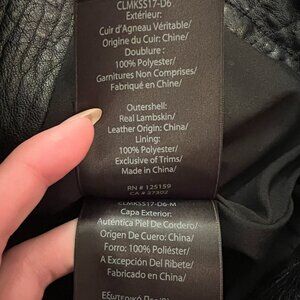 CLMKSS17-D6
Extérieur:
Cuir d'Agneau Véritable/
Origine du Cuir: Chine/
Doublure :
100% Polyester/
Garnitures Non Comprises/
Fabriqué en Chine/
Outershell:
Real Lambskin/
Leather Origin: China/
Lining:
100% Polyester/
Exclusive of Trims/
Made in China/
RN # 125159
CA # 27302
CLMKSS17-D6-M
Capa Exterior:
Auténtica Piel De Cordero/
Origen De Cuero: China/
Forro: 100% Poliéster/
A Excepción Del Ribete/
Fabricado en China/
Εξωτερικό